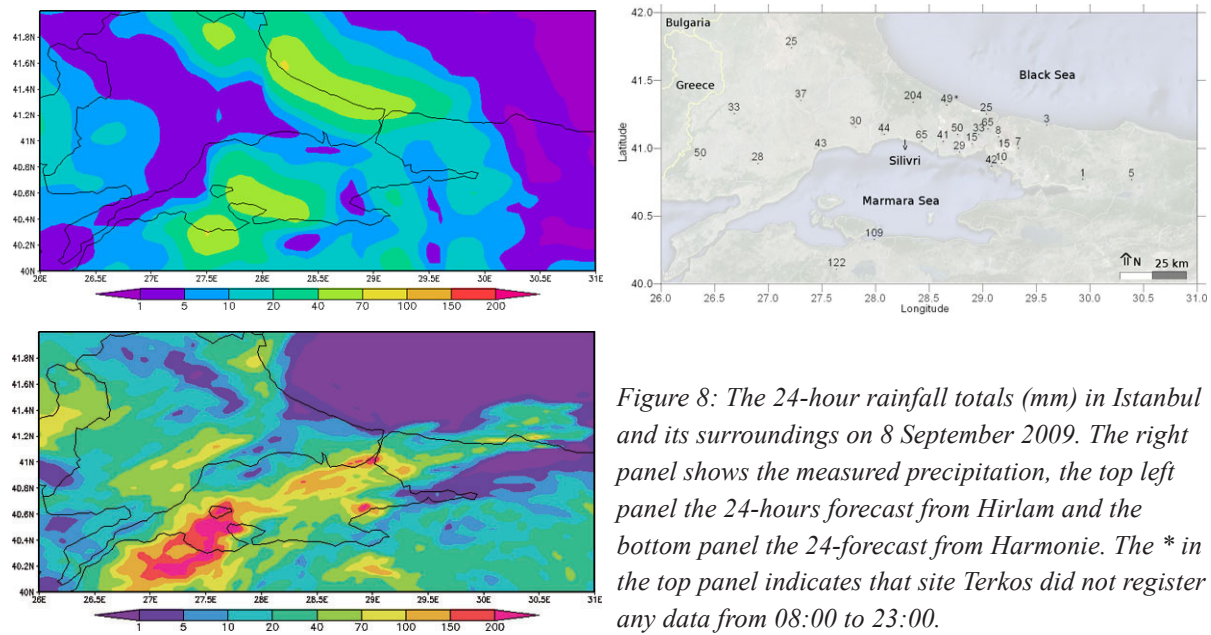 41.8N
41.6N
41.4N
41.2N
41N
40.8N
40.6N
40.4N
40.2N
40N
26E 26.5E 27E 27.5E 28E 28.5E 29E 29.5E 30E 30.5E 31E
1 5 10 20 40 70 100 150 200
42.0
41.5
41.0
40.5
40.0
Latitude
Bulgaria
25
Black Sea
Greece
33 37 204 49* 25
30 44 65 41 50 33 65 8 3
15 15 7
50 28 43 29 42 10
Silivri
1 5
Marmara Sea
109
122
⇑N 25 km
26.0 26.5 27.0 27.5 28.0 28.5 29.0 29.5 30.0 30.5 31.0
Longitude
41.8N
41.6N
41.4N
41.2N
41N
40.8N
40.6N
40.4N
40.2N
40N
26E 26.5E 27E 27.5E 28E 28.5E 29E 29.5E 30E 30.5E 31E
1 5 10 20 40 70 100 150 200
Figure 8: The 24-hour rainfall totals (mm) in Istanbul
and its surroundings on 8 September 2009. The right
panel shows the measured precipitation, the top left
panel the 24-hours forecast from Hirlam and the
bottom panel the 24-forecast from Harmonie. The * in
the top panel indicates that site Terkos did not register
any data from 08:00 to 23:00.